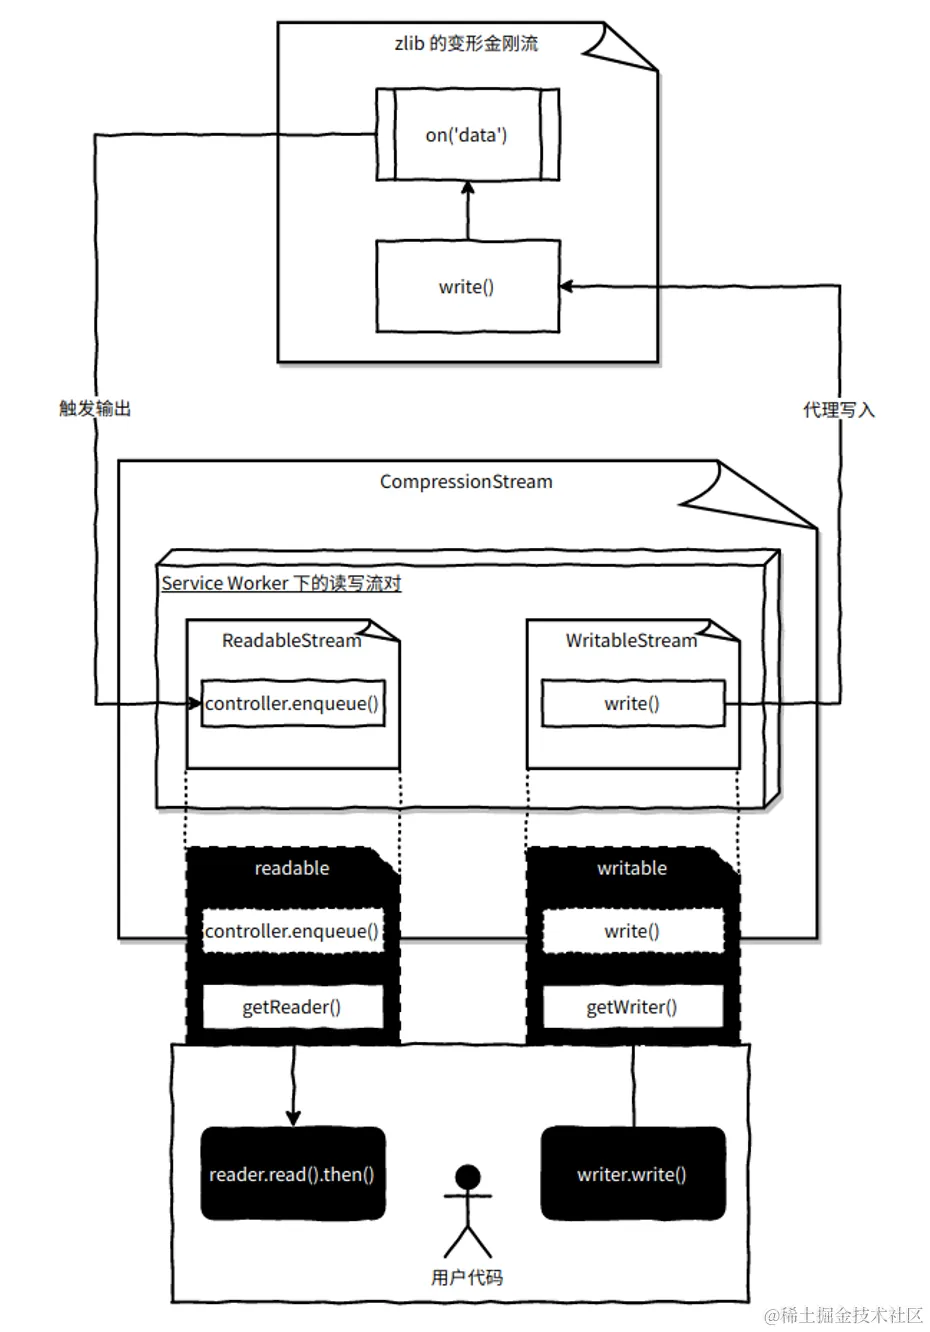 zlib 的变形金刚流
on('data')
write()
触发输出
代理写入
CompressionStream
Service Worker 下的读写流对
ReadableStream
WritableStream
controller.enqueue()
write()
readable
writable
controller.enqueue()
write()
getReader()
getWriter()
reader.read().then()
writer.write()
用户代码
@稀土掘金技术社区